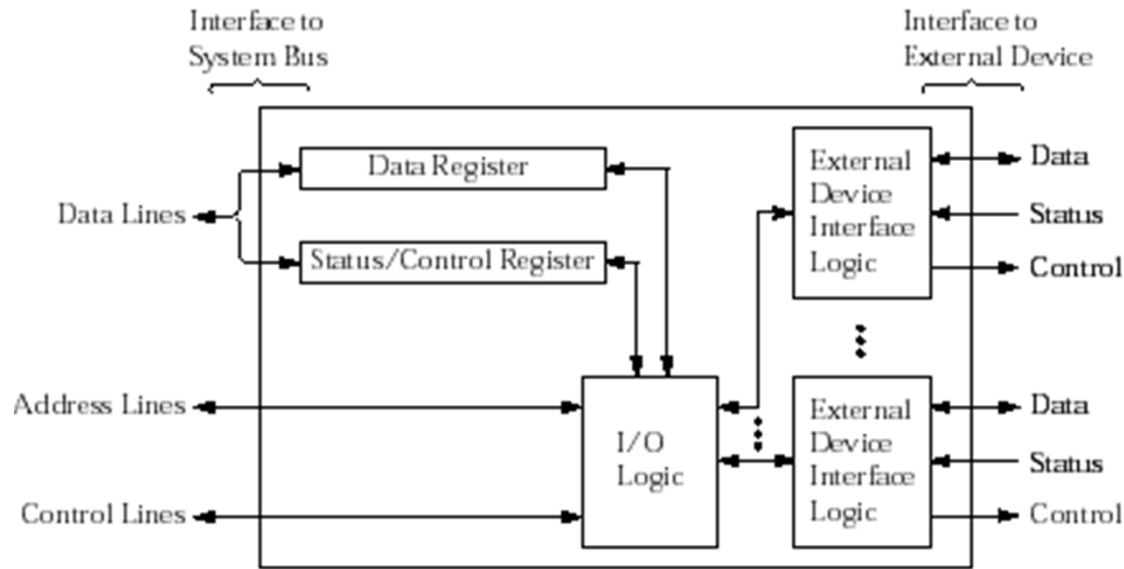 Interface to
System Bus
Interface to
External Device
Data Register
Data Lines
Status/Control Register
External
Device
Interface
Logic
Data
Status
Control
Address Lines
Control Lines
I/O
Logic
External
Device
Interface
Logic
Data
Status
Control